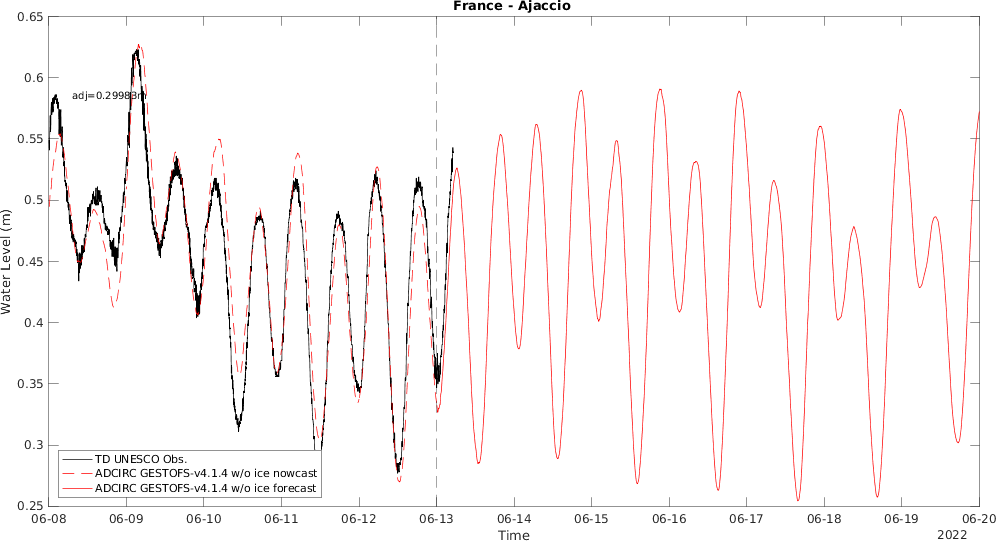 France - Ajaccio
0.65
0.6
0.55
0.5
0.45
0.4
0.35
0.3
0.25
Water Level (m)
adj=0.29983m
TD UNESCO Obs.
ADCIRC GESTOFS-v4.1.4 w/o ice nowcast
ADCIRC GESTOFS-v4.1.4 w/o ice forecast
06-08 06-09 06-10 06-11 06-12 06-13 06-14 06-15 06-16 06-17 06-18 06-19 06-20
Time
2022